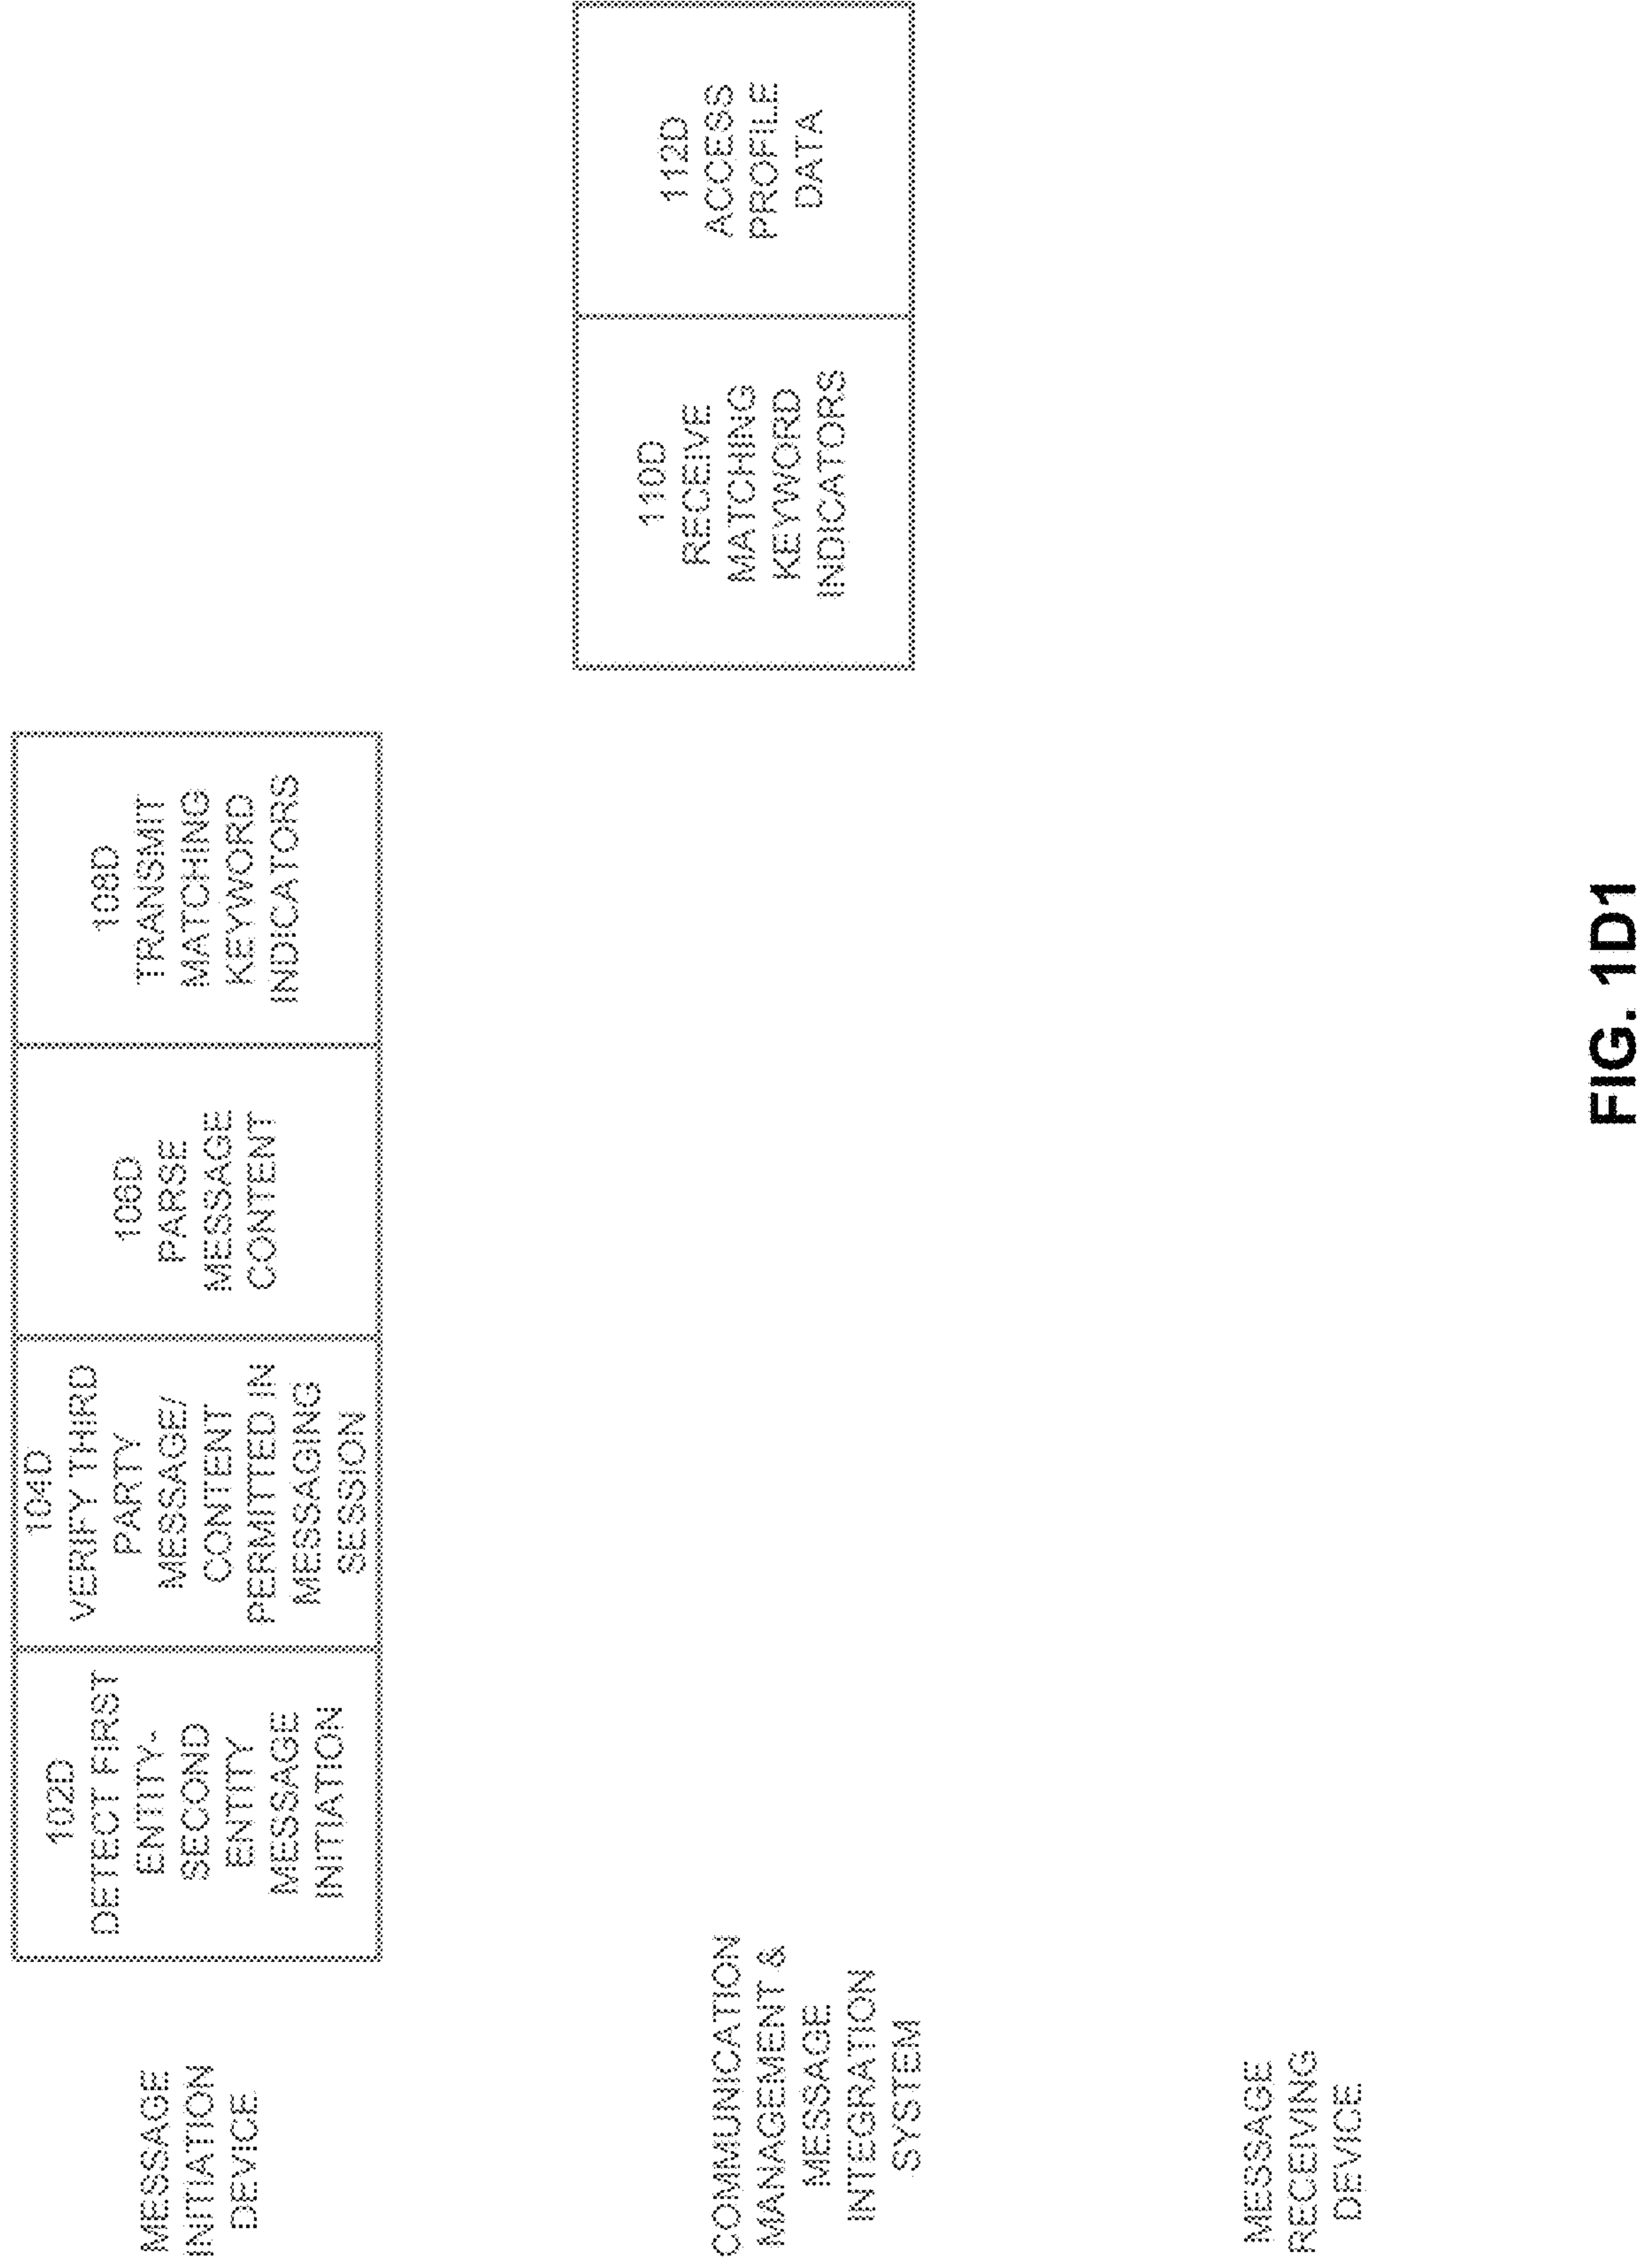 MESSAGE
INITIATION
DEVICE
102D
DETECT FIRST
ENTITY-
SECOND
ENTITY
MESSAGE
INITIATION
104D
VERIFY THIRD
PARTY
MESSAGE/
CONTENT
PERMITTED IN
MESSAGING
SESSION
106D
PARSE
MESSAGE
CONTENT
108D
TRANSMIT
MATCHING
KEYWORD
INDICATORS
COMMUNICATION
MANAGEMENT &
MESSAGE
INTEGRATION
SYSTEM
110D
RECEIVE
MATCHING
KEYWORD
INDICATORS
112D
ACCESS
PROFILE
DATA
MESSAGE
RECEIVING
DEVICE
FIG. 1D1